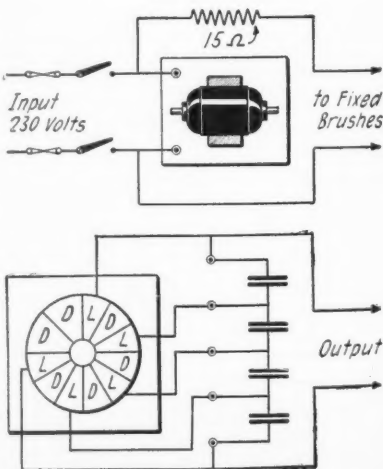 15 Ω
Input
230 Volts
to Fixed
Brushes
D L D
D L
L D
D L D L
Output